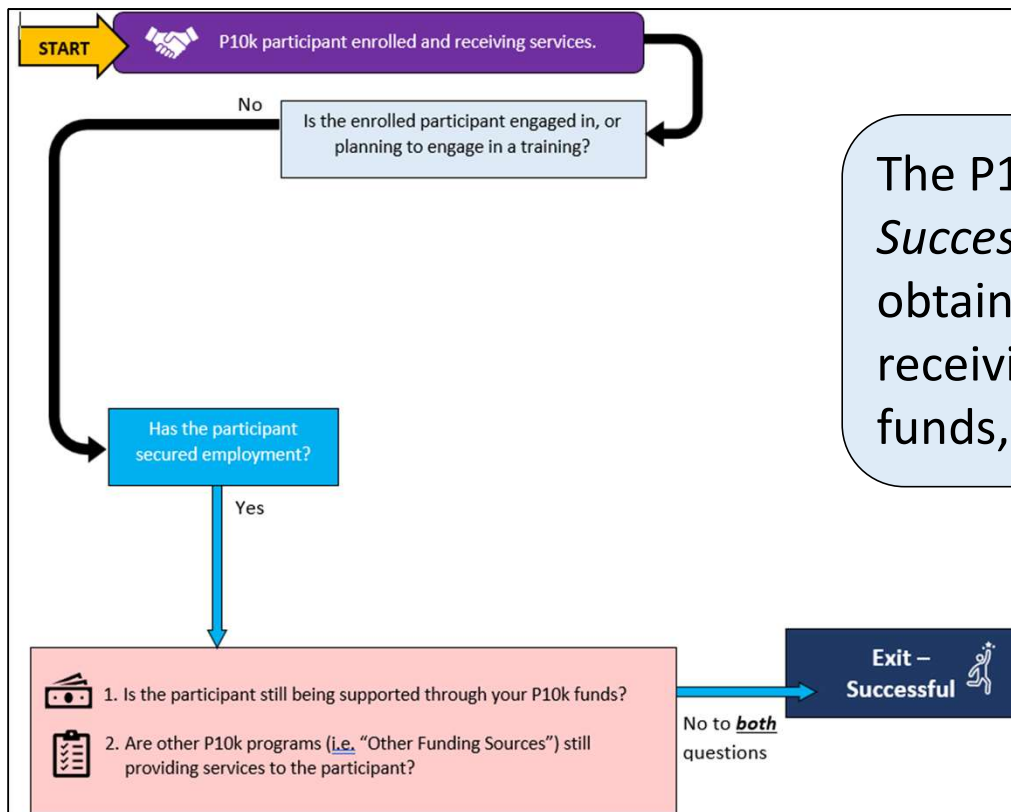 START
P10k participant enrolled and receiving services.
No
Is the enrolled participant engaged in, or
planning to engage in a training?
The
obtain
funds,
Has the participant
secured employment?
Yes
1. Is the participant still being supported through your P10k funds?
2. Are other P10k programs (i.e. “Other Funding Sources”) still
providing services to the participant?
No to both
questions
Exit –
Successful